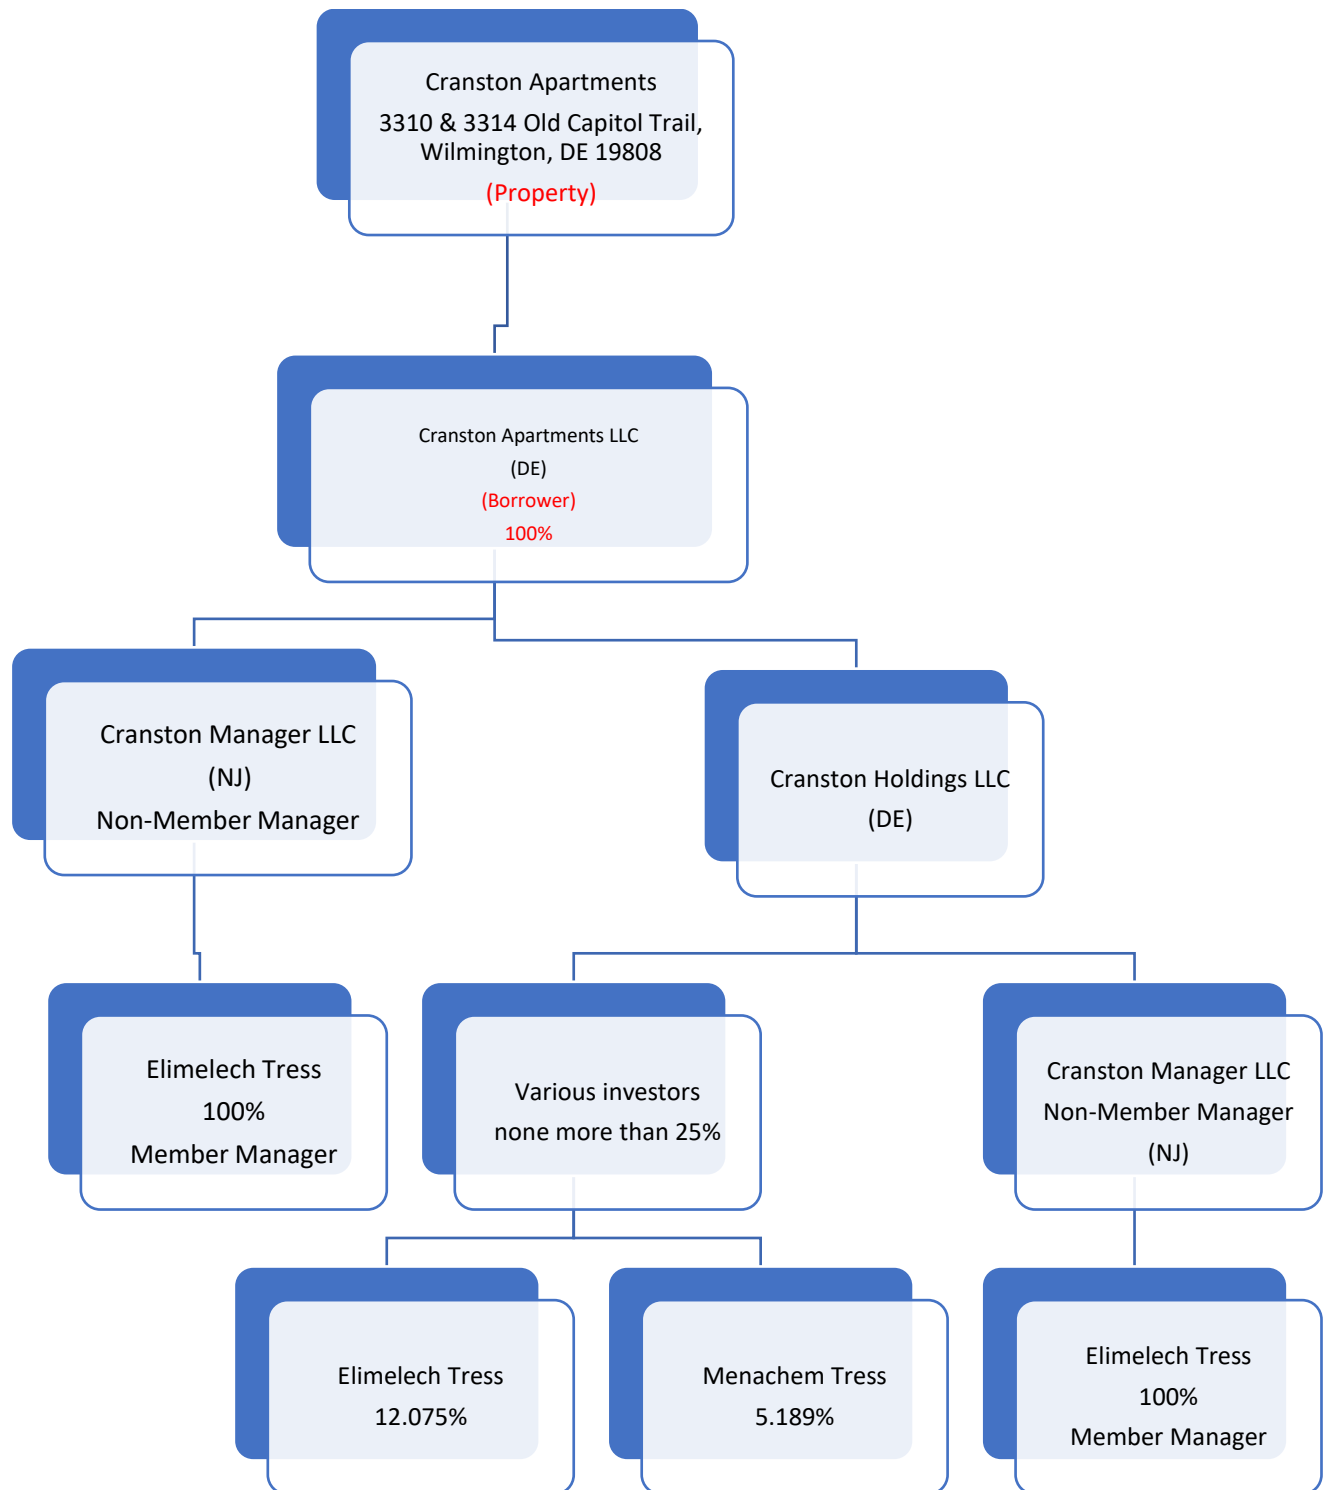 Cranston Apartments
3310 & 3314 Old Capitol Trail,
Wilmington, DE 19808
(Property)
Cranston Apartments LLC
(DE)
(Borrower)
100%
Cranston Manager LLC
(NJ)
Non-Member Manager
Cranston Holdings LLC
(DE)
Elimelech Tress
100%
Member Manager
Various investors
none more than 25%
Cranston Manager LLC
Non-Member Manager
(NJ)
Elimelech Tress
12.075%
Menachem Tress
5.189%
Elimelech Tress
100%
Member Manager